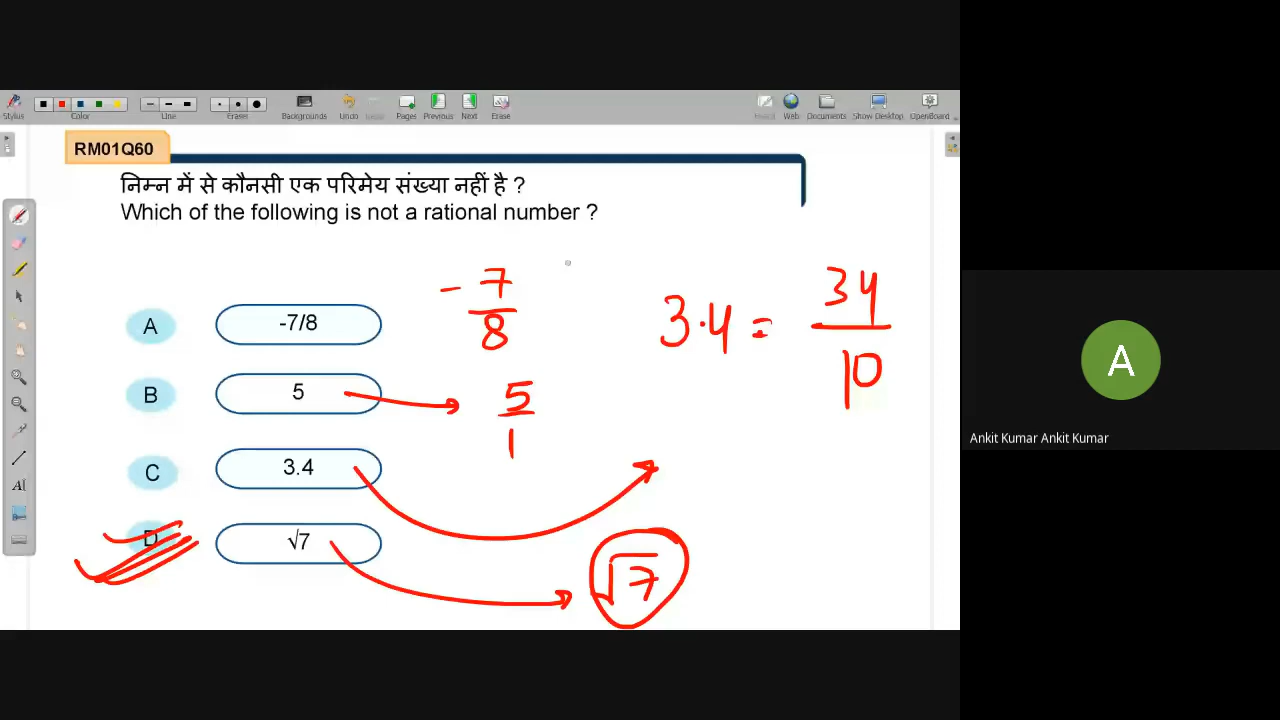 Stylus
Color
Line
Eraser
Backgrounds
Undo
Pages
Previous
Next
Erase
Web
Documents
Show Desktop
OpenBoard
RM01Q60
निम्न में से कौनसी एक परिमेय संख्या नहीं है ?
Which of the following is not a rational number ?
A -7/8
- 7/8
3.4 = 34/10
B 5
5/1
C 3.4
D √7
√7
A
Ankit Kumar Ankit Kumar